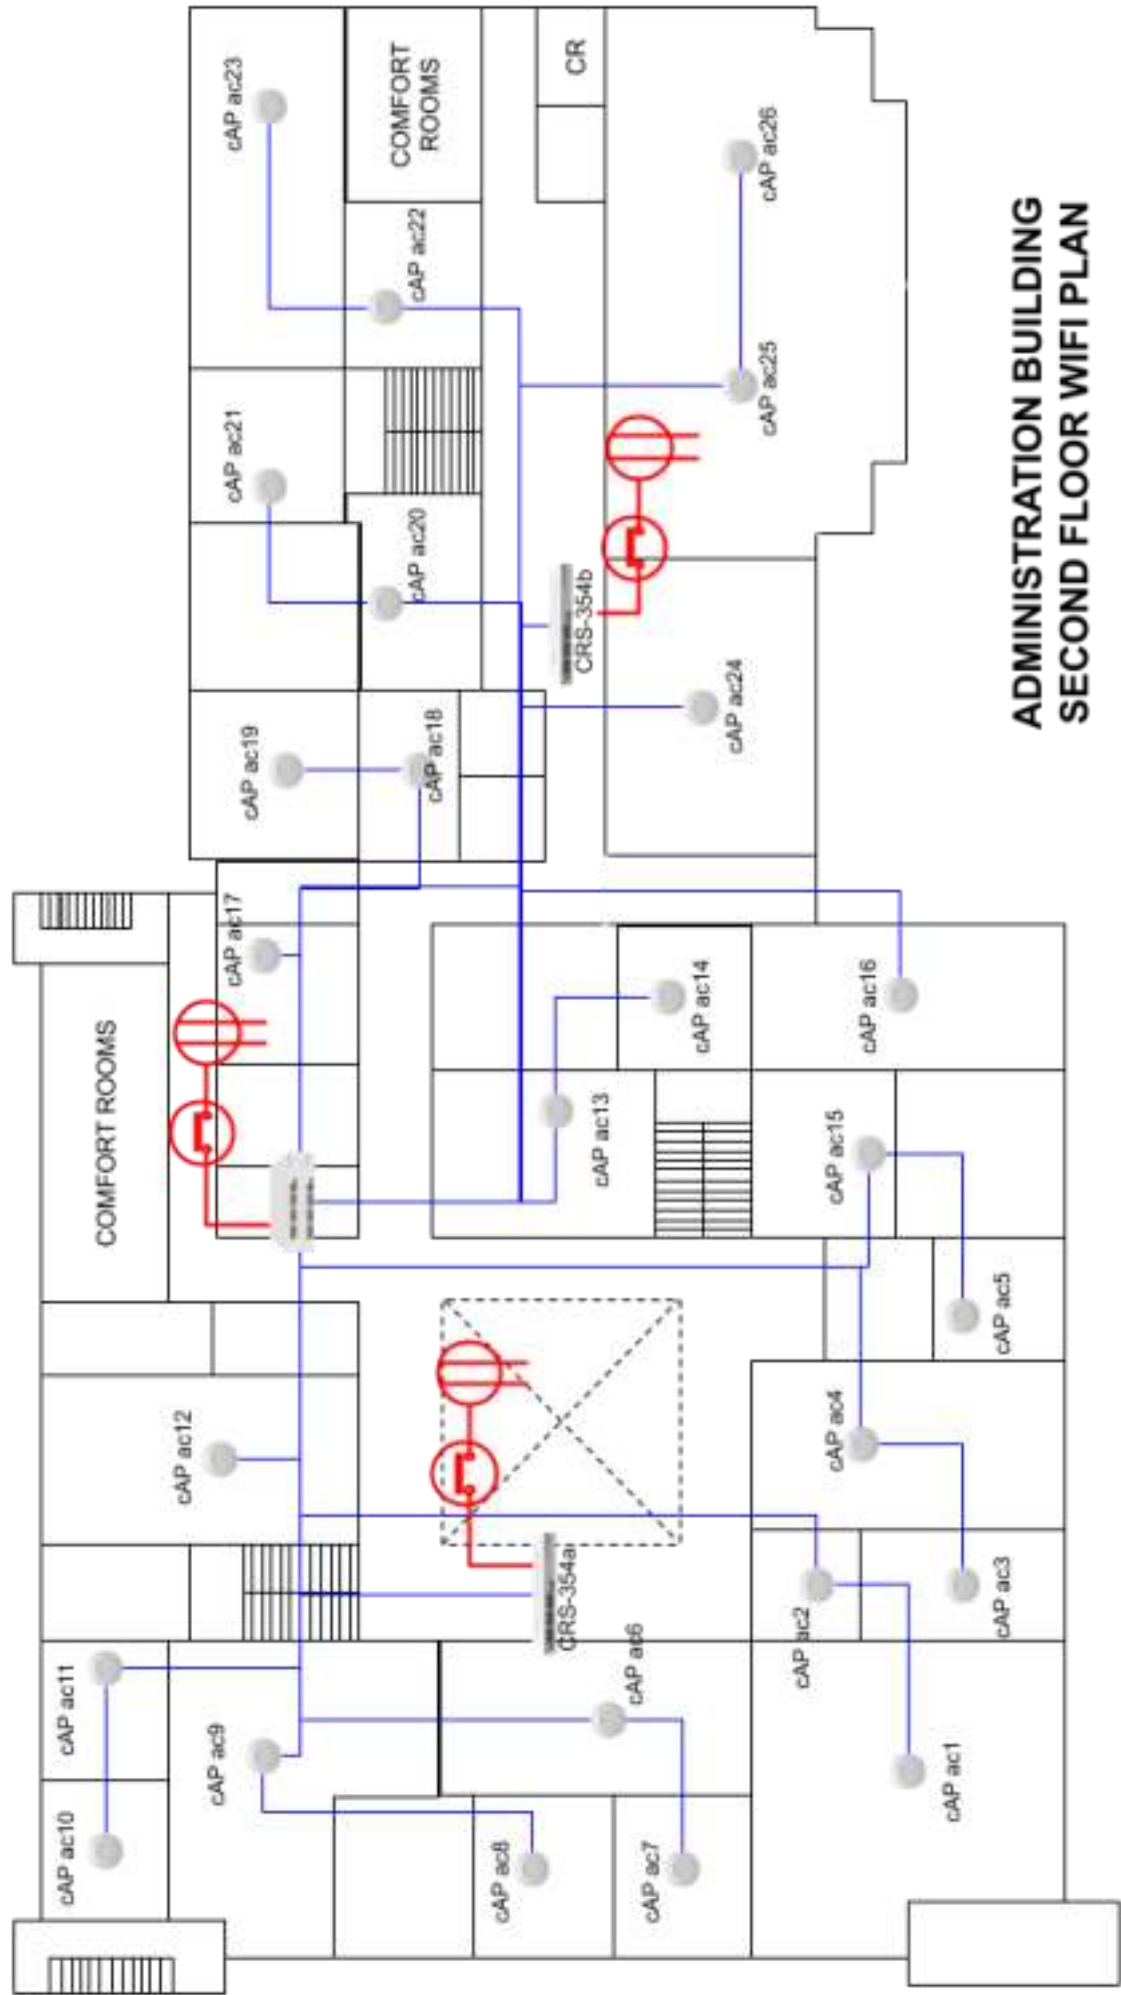 cAP ac10
cAP ac11
cAP ac9
cAP ac8
cAP ac7
cAP ac6
cAP ac1
cAP ac2
cAP ac3
CRS-354a
cAP ac12
cAP ac4
cAP ac5
COMFORT ROOMS
cAP ac13
cAP ac15
cAP ac17
cAP ac14
cAP ac16
cAP ac19
cAP ac18
cAP ac24
cAP ac21
cAP ac20
CRS-354b
cAP ac23
cAP ac22
cAP ac25
COMFORT
ROOMS
CR
cAP ac26
ADMINISTRATION BUILDING
SECOND FLOOR WIFI PLAN